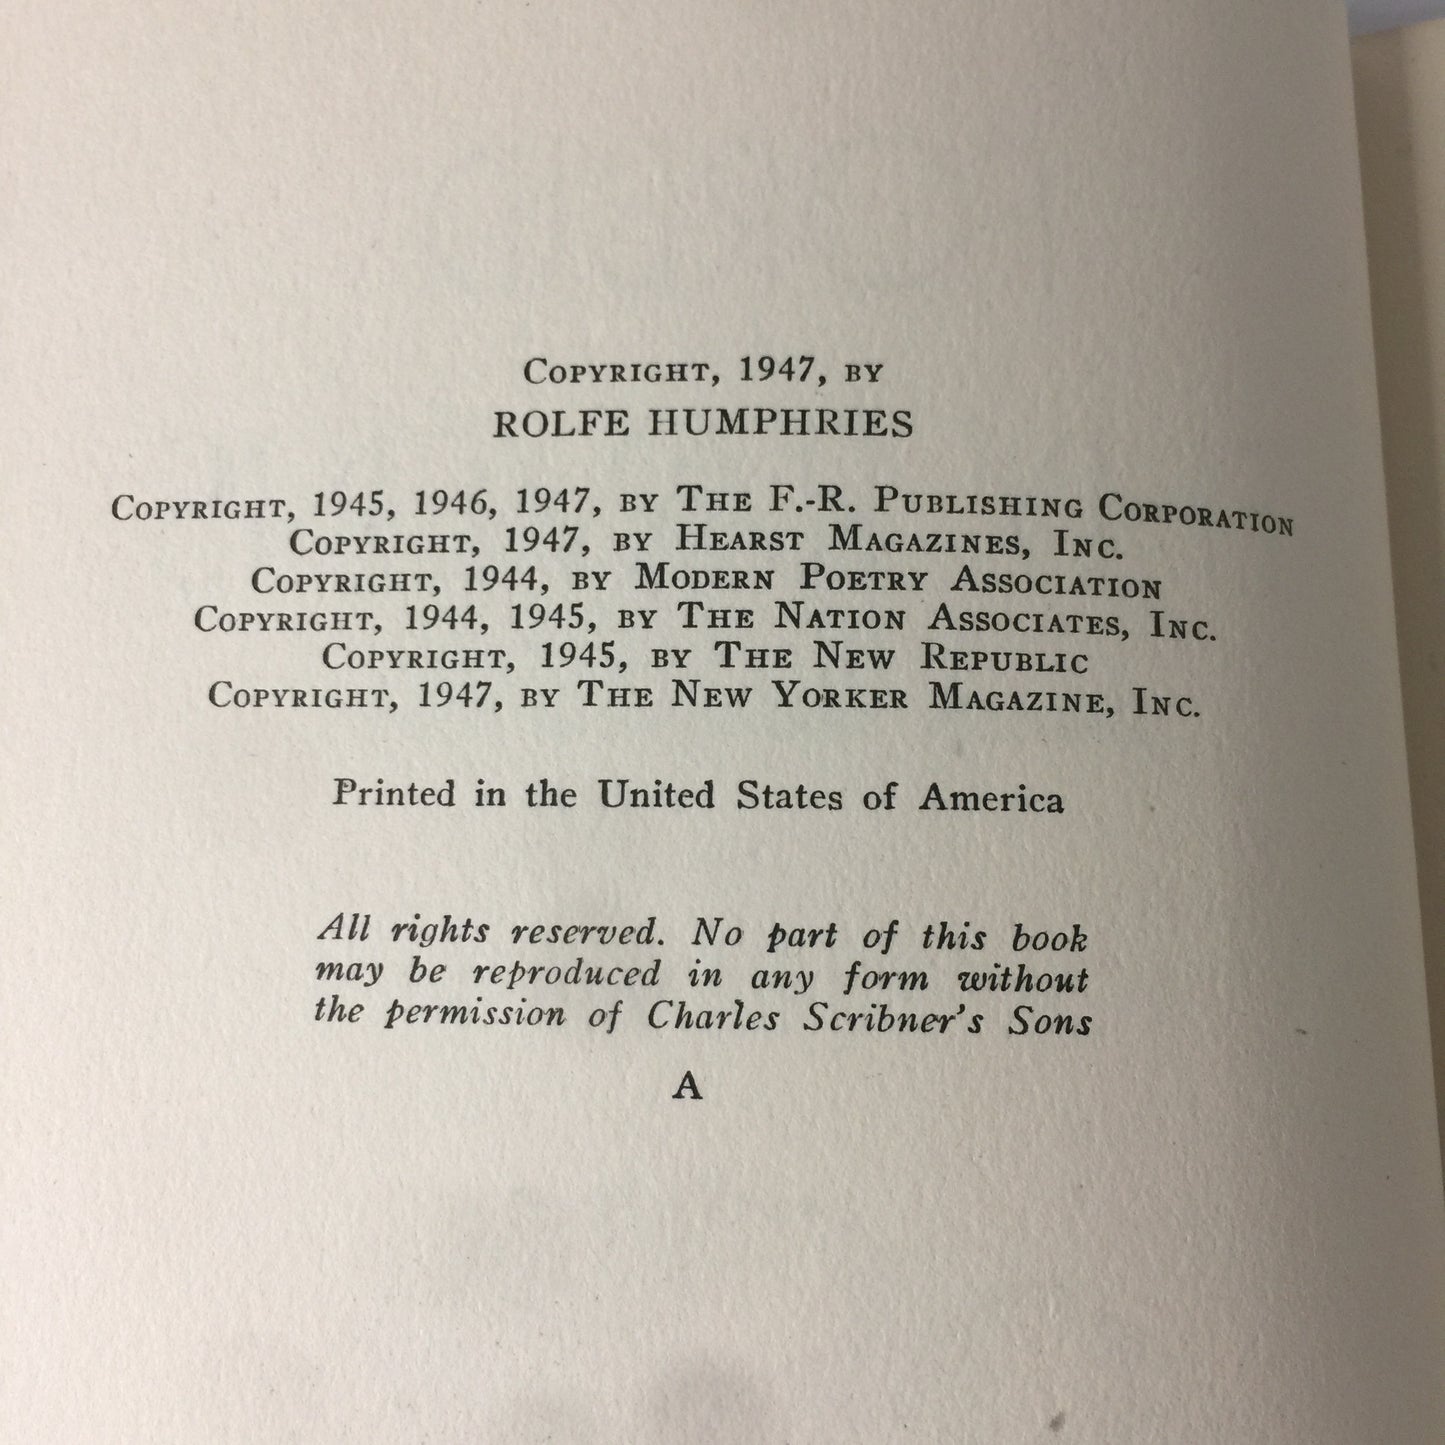 COPYRIGHT, 1947, BY
ROLFE HUMPHRIES
COPYRIGHT, 1945, 1946, 1947, BY THE F.-R. PUBLISHING CORPORATION
COPYRIGHT, 1947, BY HEARST MAGAZINES, INC.
COPYRIGHT, 1944, BY MODERN POETRY ASSOCIATION
COPYRIGHT, 1944, 1945, BY THE NATION ASSOCIATES, INC.
COPYRIGHT, 1945, BY THE NEW REPUBLIC
COPYRIGHT, 1947, BY THE NEW YORKER MAGAZINE, INC.
Printed in the United States of America
All rights reserved. No part of this book
may be reproduced in any form without
the permission of Charles Scribner's Sons
A